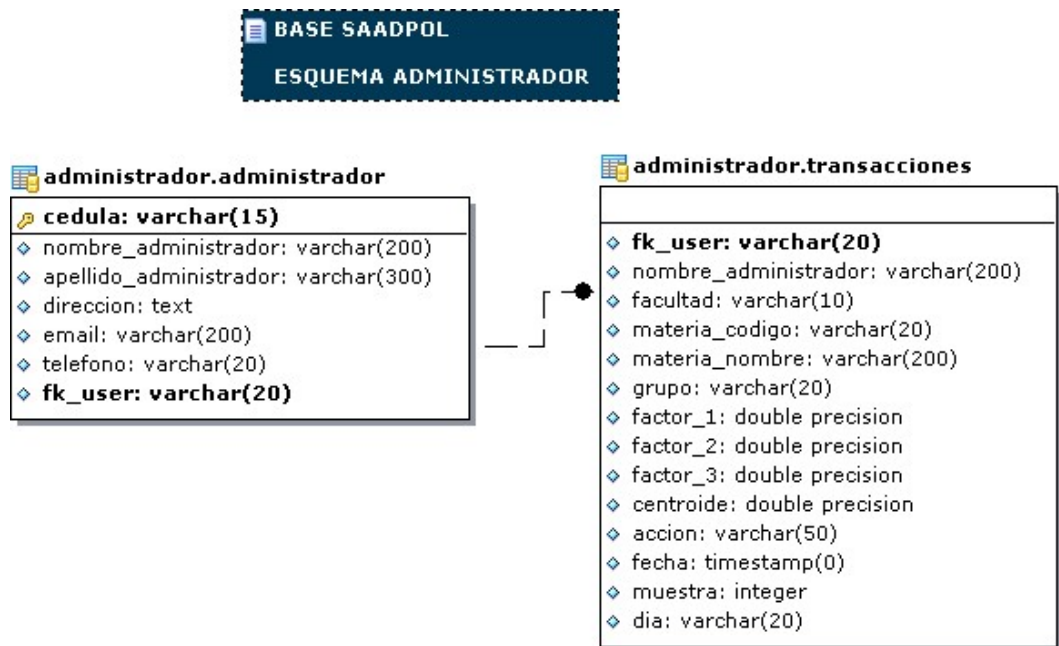 BASE SAADPOL
ESQUEMA ADMINISTRADOR
administrador.administrador
cedula: varchar(15)
nombre_administrador: varchar(200)
apellido_administrador: varchar(300)
direccion: text
email: varchar(200)
telefono: varchar(20)
fk_user: varchar(20)
administrador.transacciones
fk_user: varchar(20)
nombre_administrador: varchar(200)
facultad: varchar(10)
materia_codigo: varchar(20)
materia_nombre: varchar(200)
grupo: varchar(20)
factor_1: double precision
factor_2: double precision
factor_3: double precision
centroide: double precision
accion: varchar(50)
fecha: timestamp(0)
muestra: integer
dia: varchar(20)